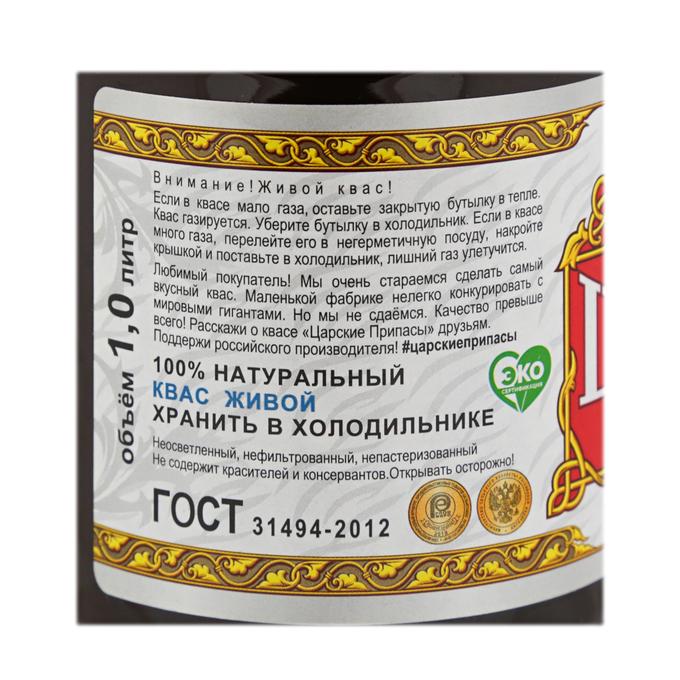 Внимание! Живой квас!
Если в квасе мало газа, оставьте закрытую бутылку в тепле.
Квас газируется. Уберите бутылку в холодильник. Если в квасе
много газа, перелейте его в негерметичную посуду, накройте
крышкой и поставьте в холодильник, лишний газ улетучится.
Любимый покупатель! Мы очень стараемся сделать самый
вкусный квас. Маленькой фабрике нелегко конкурировать с
мировыми гигантами. Но мы не сдаёмся. Качество превыше
всего! Расскажи о квасе «Царские Припасы» друзьям.
Поддержи российского производителя! #царскиеприпасы
100% НАТУРАЛЬНЫЙ
КВАС ЖИВОЙ
ХРАНИТЬ В ХОЛОДИЛЬНИКЕ
Неосветленный, нефильтрованный, непастеризованный
Не содержит красителей и консервантов.Открывать осторожно!
ГОСТ 31494-2012
объём 1,0 литр
ЭКО
СЕРТИФИКАЦИЯ